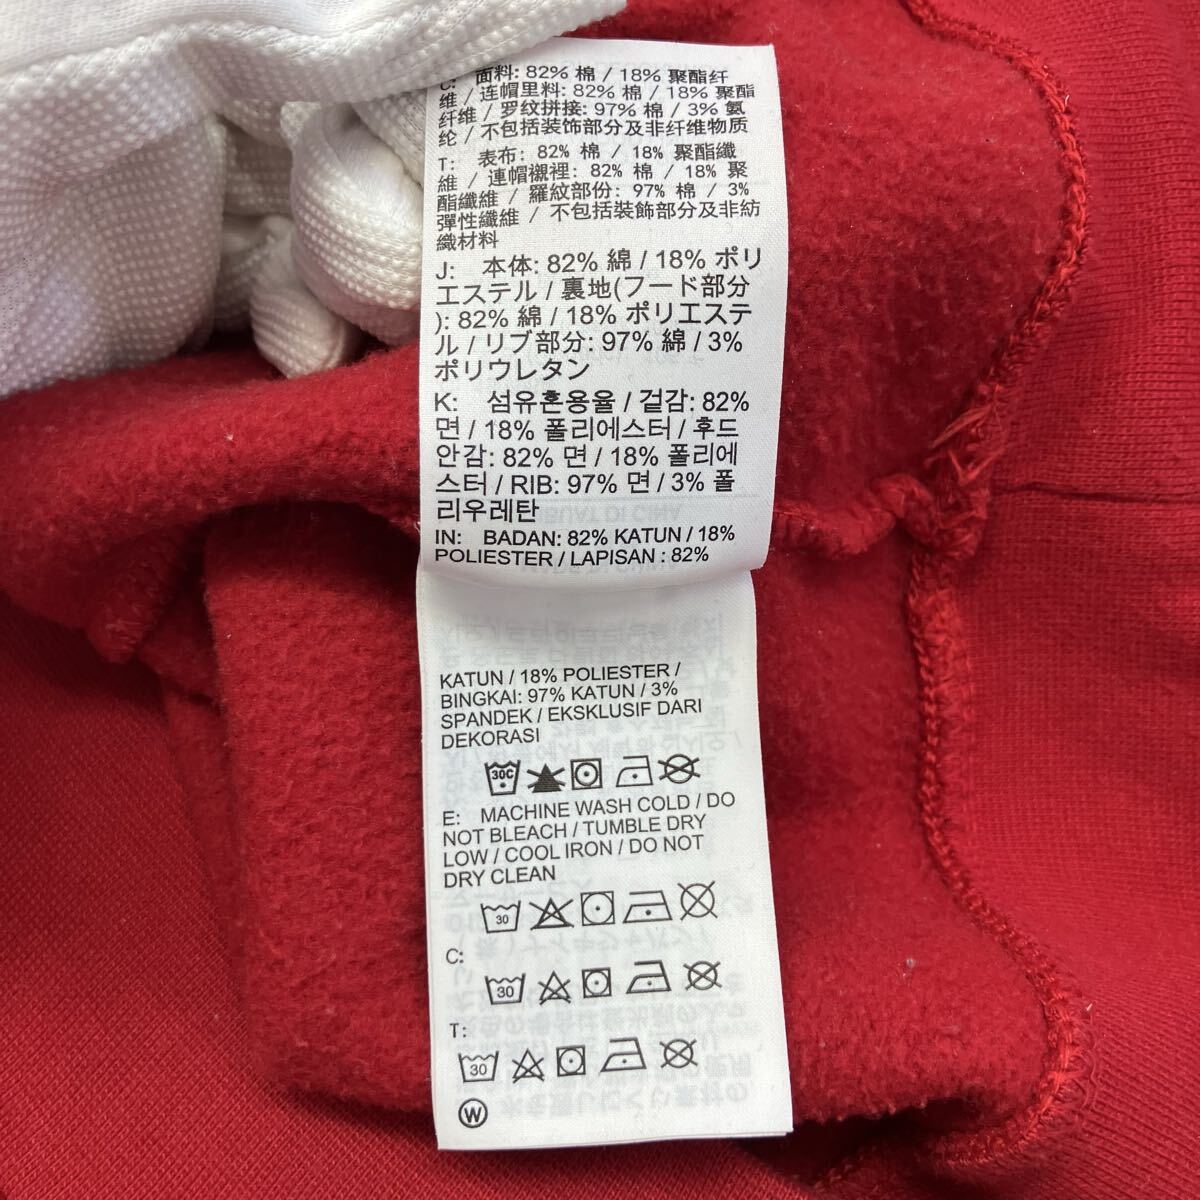 C: 面料: 82% 棉 / 18% 聚酯纤
维 / 连帽里料: 82% 棉 / 18% 聚酯
纤维 / 罗纹拼接: 97% 棉 / 3% 氨
纶 / 不包括装饰部分及非纤维物质
T: 表布: 82% 棉 / 18% 聚酯纖
維 / 連帽襯裡: 82% 棉 / 18% 聚
酯纖維 / 羅紋部份: 97% 棉 / 3%
彈性纖維 / 不包括裝飾部分及非紡
織材料
J: 本体: 82% 綿 / 18% ポリ
エステル / 裏地(フード部分
): 82% 綿 / 18% ポリエステ
ル / リブ部分: 97% 綿 / 3%
ポリウレタン
K: 섬유혼용율 / 겉감: 82%
면 / 18% 폴리에스터 / 후드
안감: 82% 면 / 18% 폴리에
스터 / RIB: 97% 면 / 3% 폴
리우레탄
IN: BADAN: 82% KATUN / 18%
POLIESTER / LAPISAN : 82%
KATUN / 18% POLIESTER /
BINGKAI: 97% KATUN / 3%
SPANDEK / EKSKLUSIF DARI
DEKORASI
30C
E: MACHINE WASH COLD / DO
NOT BLEACH / TUMBLE DRY
LOW / COOL IRON / DO NOT
DRY CLEAN
30
C:
30
T:
30
W